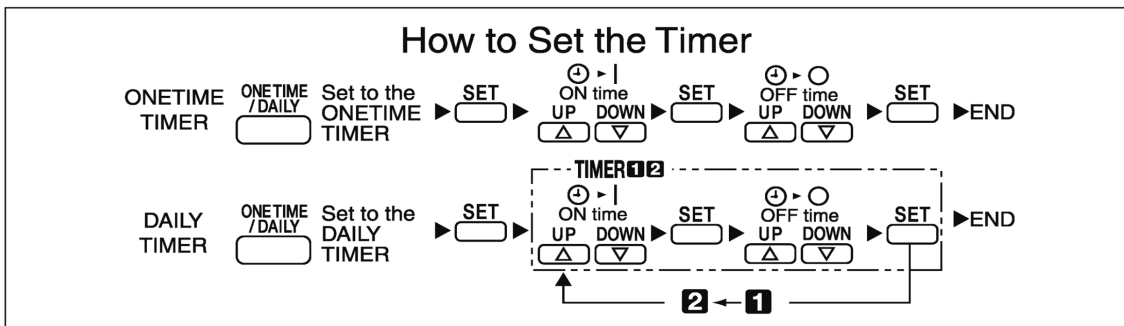 How to Set the Timer
ONETIME TIMER
ONETIME /DAILY
Set to the ONETIME TIMER
SET
ON time
UP DOWN
SET
OFF time
UP DOWN
SET
END
DAILY TIMER
ONETIME /DAILY
Set to the DAILY TIMER
SET
TIMER 1 2
ON time
UP DOWN
SET
OFF time
UP DOWN
SET
END
2 1